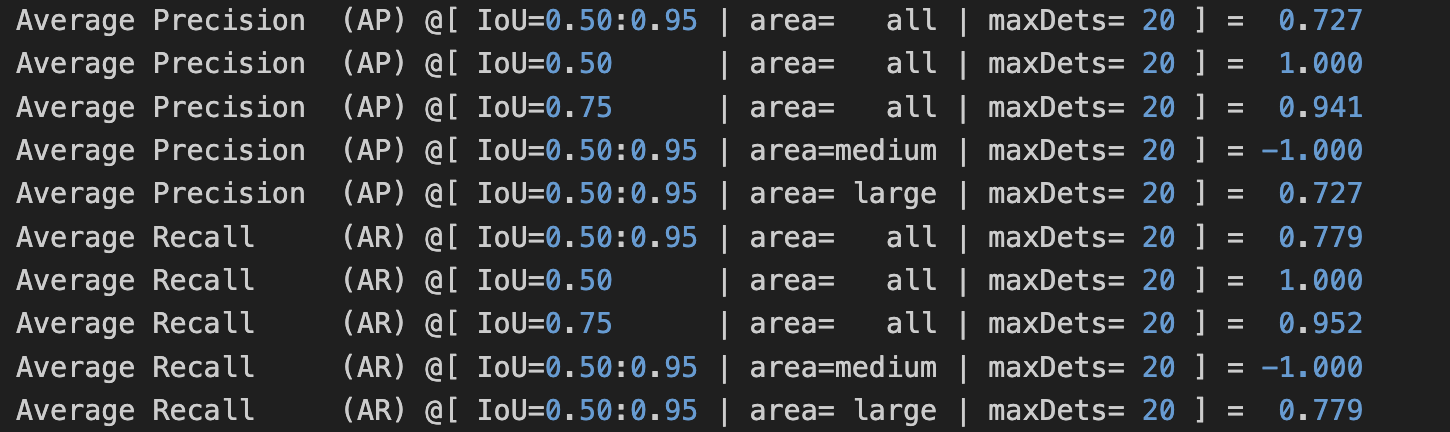 Average Precision  (AP) @[ IoU=0.50:0.95 | area=   all | maxDets= 20 ] =  0.727
Average Precision  (AP) @[ IoU=0.50      | area=   all | maxDets= 20 ] =  1.000
Average Precision  (AP) @[ IoU=0.75      | area=   all | maxDets= 20 ] =  0.941
Average Precision  (AP) @[ IoU=0.50:0.95 | area=medium | maxDets= 20 ] = -1.000
Average Precision  (AP) @[ IoU=0.50:0.95 | area= large | maxDets= 20 ] =  0.727
Average Recall     (AR) @[ IoU=0.50:0.95 | area=   all | maxDets= 20 ] =  0.779
Average Recall     (AR) @[ IoU=0.50      | area=   all | maxDets= 20 ] =  1.000
Average Recall     (AR) @[ IoU=0.75      | area=   all | maxDets= 20 ] =  0.952
Average Recall     (AR) @[ IoU=0.50:0.95 | area=medium | maxDets= 20 ] = -1.000
Average Recall     (AR) @[ IoU=0.50:0.95 | area= large | maxDets= 20 ] =  0.779